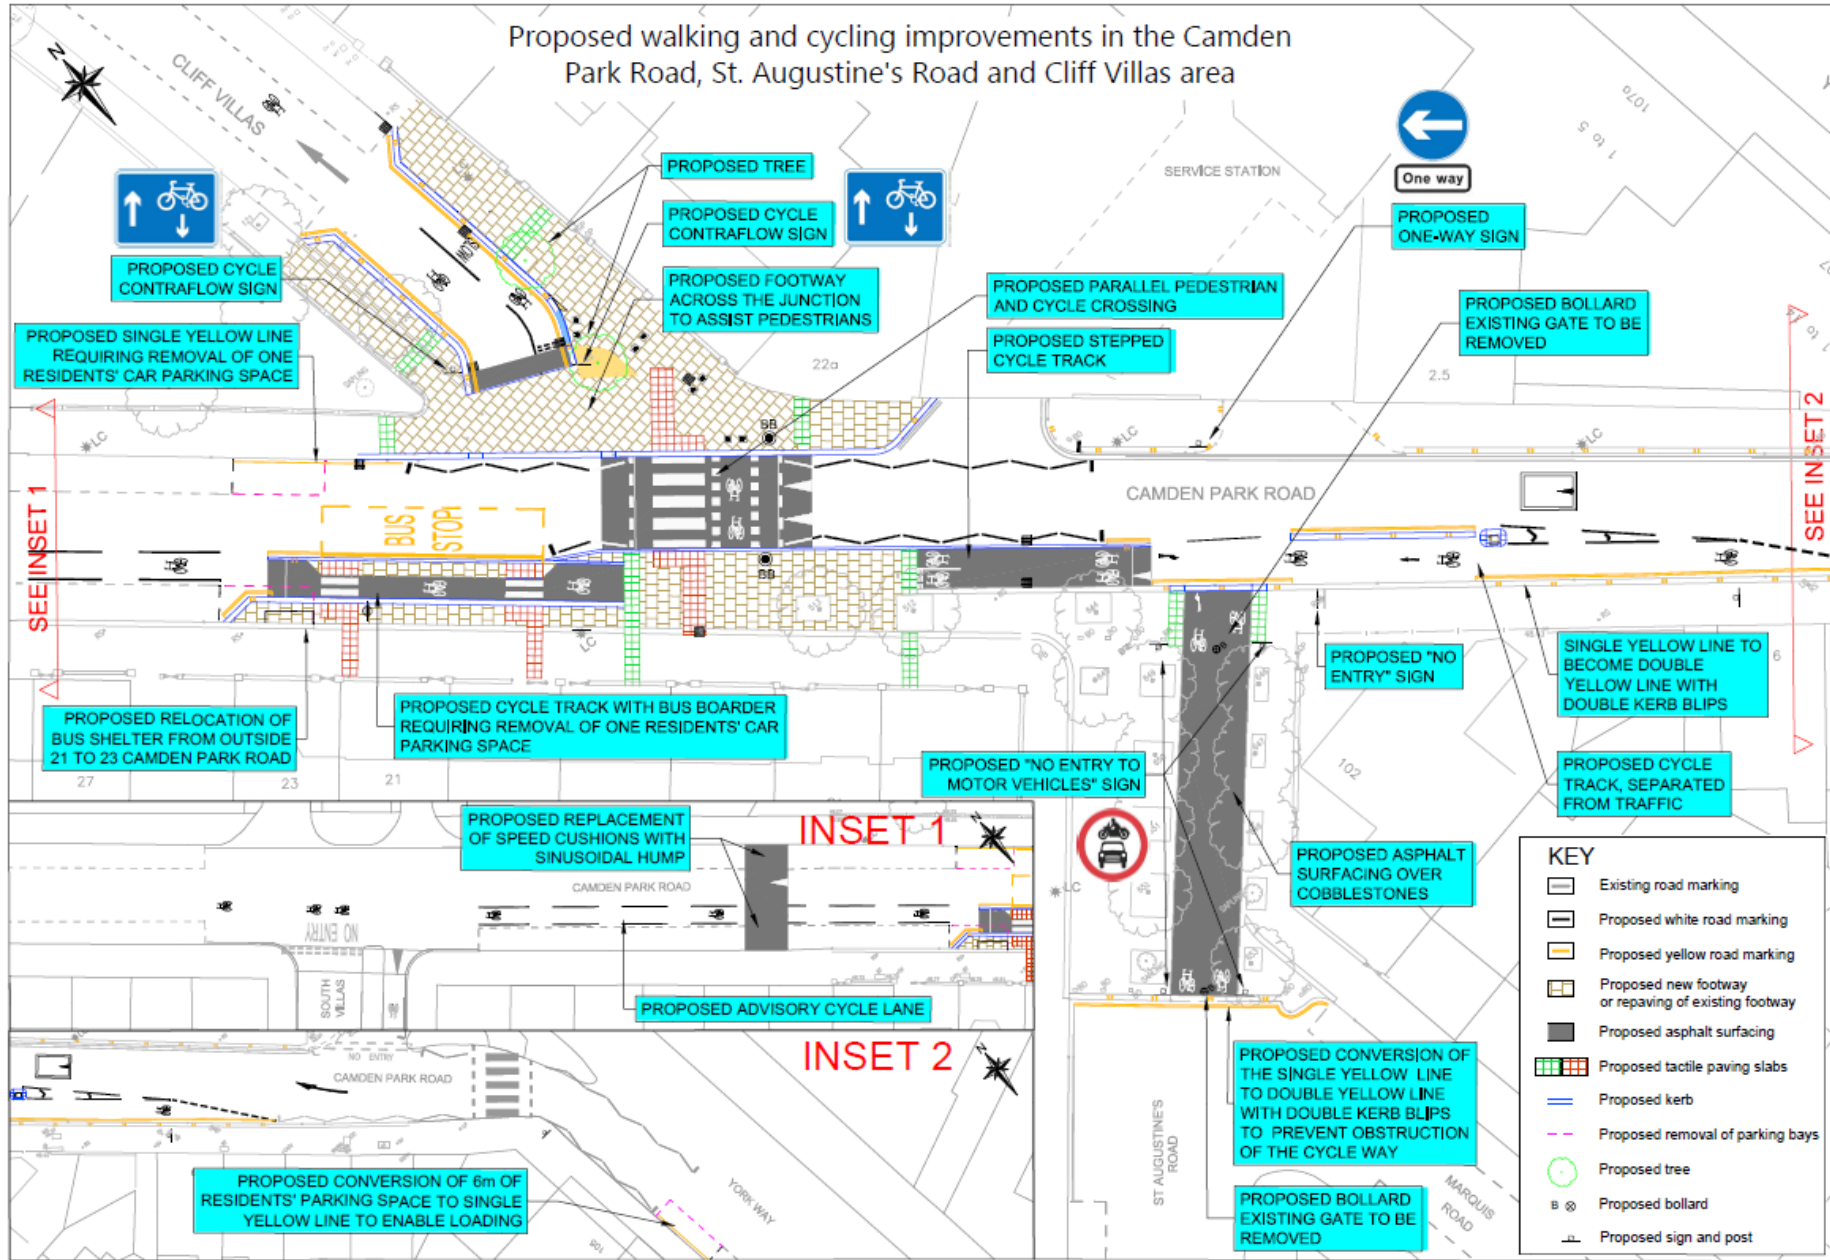 Proposed walking and cycling improvements in the Camden
Park Road, St. Augustine's Road and Cliff Villas area
N
CLIFF VILLAS
PROPOSED TREE
PROPOSED CYCLE
CONTRAFLOW SIGN
PROPOSED FOOTWAY
ACROSS THE JUNCTION
TO ASSIST PEDESTRIANS
PROPOSED CYCLE
CONTRAFLOW SIGN
PROPOSED SINGLE YELLOW LINE
REQUIRING REMOVAL OF ONE
RESIDENTS' CAR PARKING SPACE
SERVICE STATION
107a
1 to 5
One way
PROPOSED
ONE-WAY SIGN
PROPOSED PARALLEL PEDESTRIAN
AND CYCLE CROSSING
PROPOSED STEPPED
CYCLE TRACK
PROPOSED BOLLARD
EXISTING GATE TO BE
REMOVED
22a
2.5
LC
LC
LC
BB
BUS
STOP
CAMDEN PARK ROAD
SEE INSET 1
SEE INSET 2
BB
LC
PROPOSED RELOCATION OF
BUS SHELTER FROM OUTSIDE
21 TO 23 CAMDEN PARK ROAD
PROPOSED CYCLE TRACK WITH BUS BOARDER
REQUIRING REMOVAL OF ONE RESIDENTS' CAR
PARKING SPACE
27
23
21
PROPOSED "NO ENTRY TO
MOTOR VEHICLES" SIGN
PROPOSED "NO
ENTRY" SIGN
SINGLE YELLOW LINE TO
BECOME DOUBLE
YELLOW LINE WITH
DOUBLE KERB BLIPS
6
102
PROPOSED CYCLE
TRACK, SEPARATED
FROM TRAFFIC
PROPOSED ASPHALT
SURFACING OVER
COBBLESTONES
LC
INSET 1
N
PROPOSED REPLACEMENT
OF SPEED CUSHIONS WITH
SINUSOIDAL HUMP
CAMDEN PARK ROAD
NO ENTRY
SOUTH
VILLAS
PROPOSED ADVISORY CYCLE LANE
INSET 2
N
NO ENTRY
CAMDEN PARK ROAD
YORK WAY
105
PROPOSED CONVERSION OF 6m OF
RESIDENTS' PARKING SPACE TO SINGLE
YELLOW LINE TO ENABLE LOADING
ST AUGUSTINE'S
ROAD
PROPOSED CONVERSION OF
THE SINGLE YELLOW LINE
TO DOUBLE YELLOW LINE
WITH DOUBLE KERB BLIPS
TO PREVENT OBSTRUCTION
OF THE CYCLE WAY
PROPOSED BOLLARD
EXISTING GATE TO BE
REMOVED
MARQUIS
ROAD
KEY
Existing road marking
Proposed white road marking
Proposed yellow road marking
Proposed new footway
or repaving of existing footway
Proposed asphalt surfacing
Proposed tactile paving slabs
Proposed kerb
Proposed removal of parking bays
Proposed tree
B Proposed bollard
Proposed sign and post